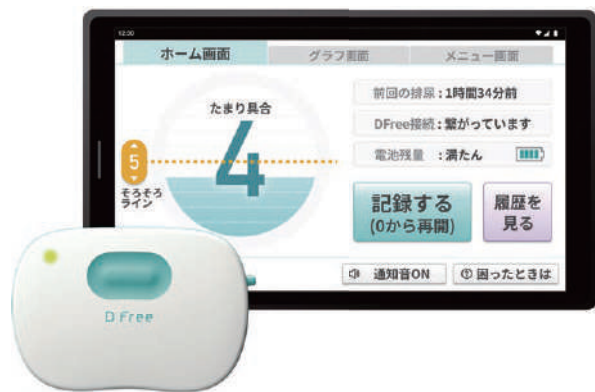 12:00
ホーム画面
グラフ画面
メニュー画面
たまり具合
4
5
そろそろ
ライン
前回の排尿：1時間34分前
DFree接続：繋がっています
電池残量：満たん
記録する
(0から再開)
履歴を
見る
通知音ON
困ったときは
D Free